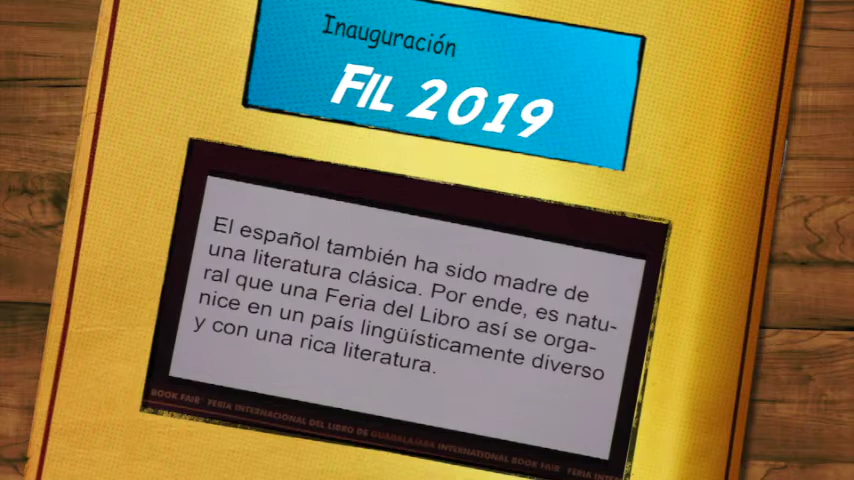 Inauguración
FIL 2019
El español también ha sido madre de
una literatura clásica. Por ende, es natu-
ral que una Feria del Libro así se orga-
nice en un país lingüísticamente diverso
y con una rica literatura.
BOOK FAIR FERIA INTERNACIONAL DEL LIBRO DE GUADALAJARA INTERNATIONAL BOOK FAIR FERIA INTER